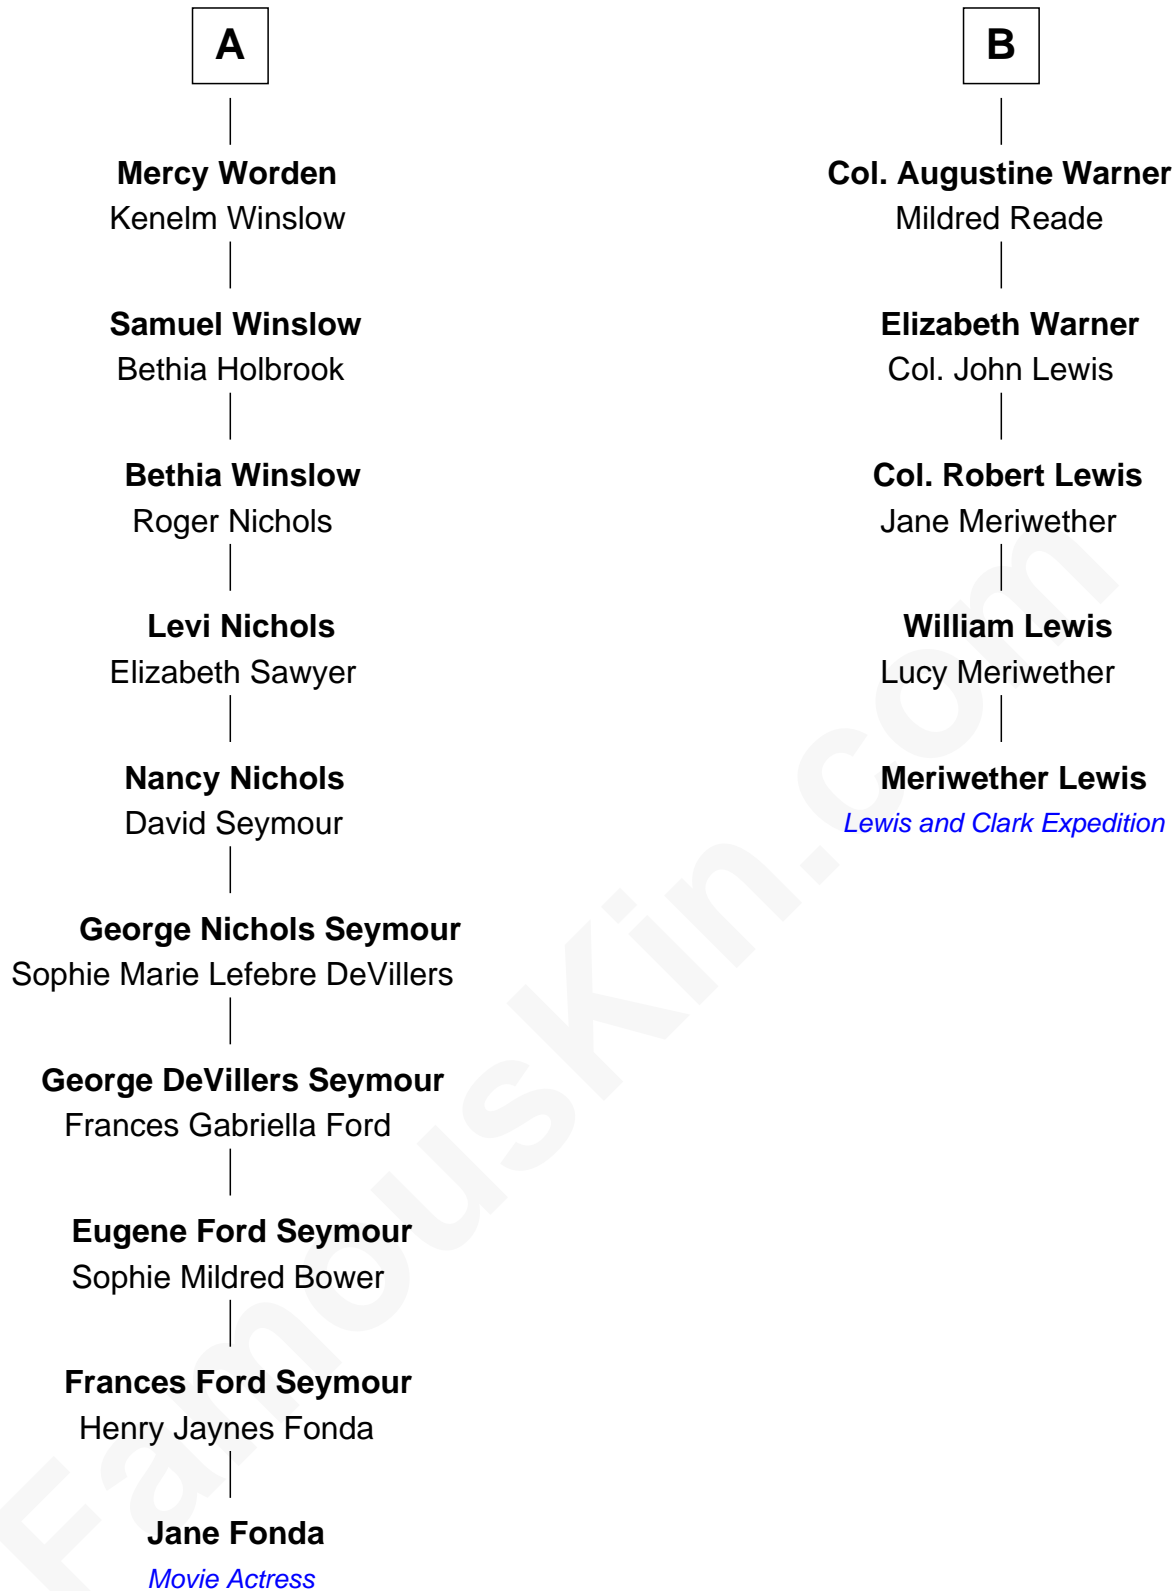 A
Mercy Worden
Kenelm Winslow
Samuel Winslow
Bethia Holbrook
Bethia Winslow
Roger Nichols
Levi Nichols
Elizabeth Sawyer
Nancy Nichols
David Seymour
George Nichols Seymour
Sophie Marie Lefebre DeVillers
George DeVillers Seymour
Frances Gabriella Ford
Eugene Ford Seymour
Sophie Mildred Bower
Frances Ford Seymour
Henry Jaynes Fonda
Jane Fonda
Movie Actress
B
Col. Augustine Warner
Mildred Reade
Elizabeth Warner
Col. John Lewis
Col. Robert Lewis
Jane Meriwether
William Lewis
Lucy Meriwether
Meriwether Lewis
Lewis and Clark Expedition
FamousKin.com